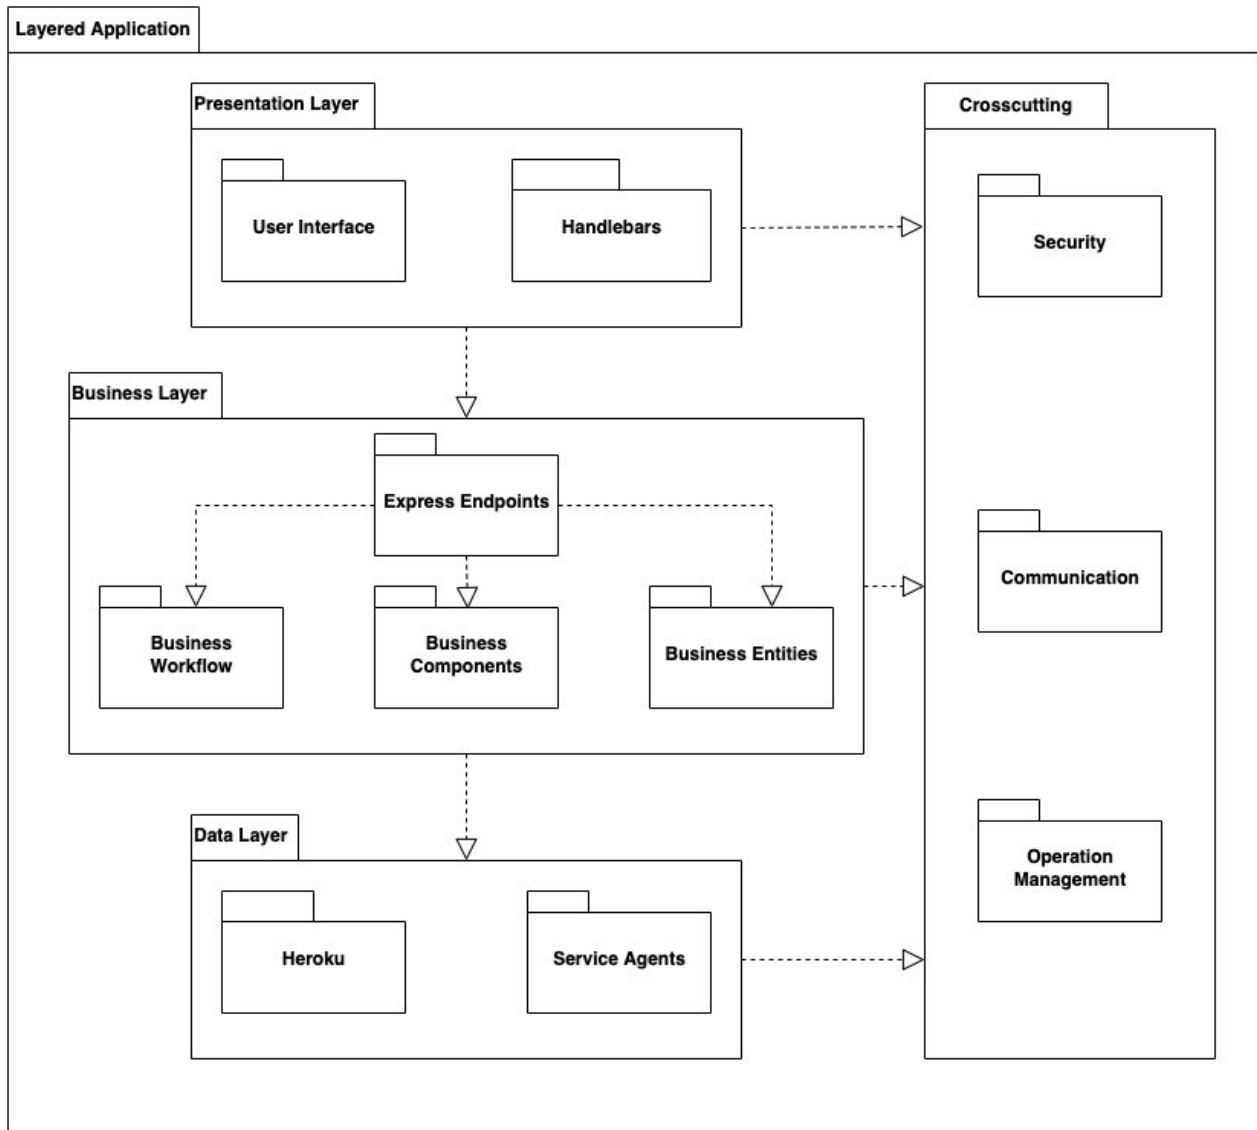 Layered Application
Presentation Layer
Crosscutting
User Interface
Handlebars
Security
Business Layer
Express Endpoints
Communication
Business
Workflow
Business
Components
Business Entities
Data Layer
Operation
Management
Heroku
Service Agents